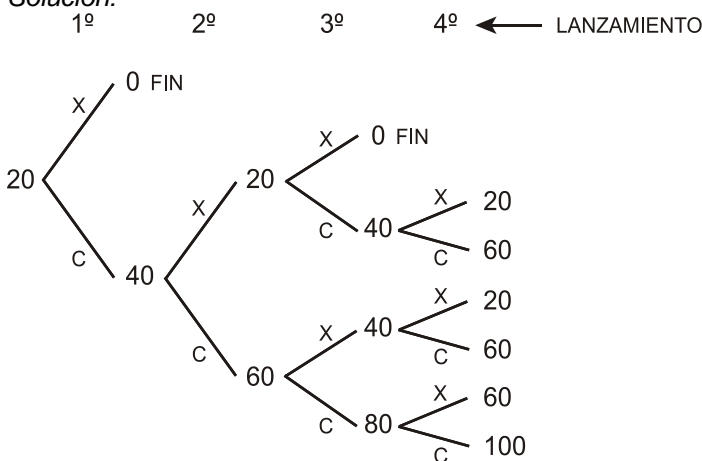 Solución:
1º 2º 3º 4º LANZAMIENTO
0 FIN
X
X 0 FIN
20 20
X X 20
C 40
C C 60
40
X 20
X 40
C C 60
60
X 60
C 80
C 100